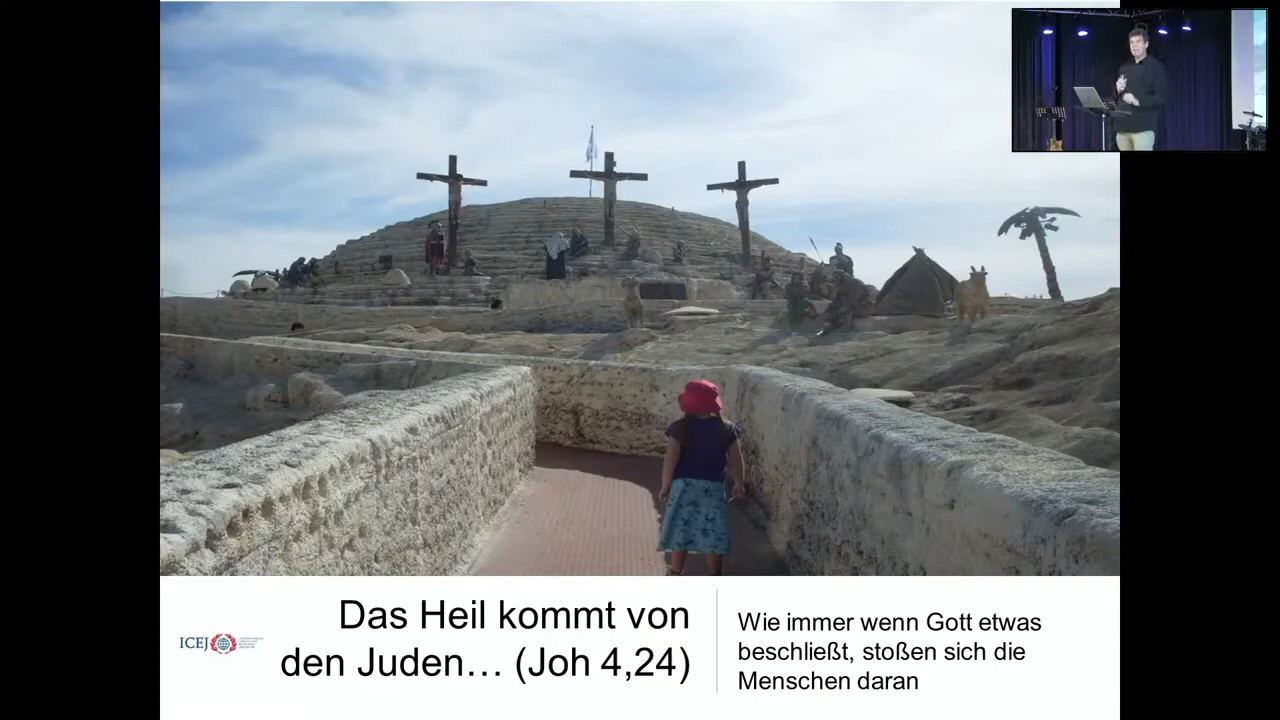 Das Heil kommt von
den Juden… (Joh 4,24)
Wie immer wenn Gott etwas
beschließt, stoßen sich die
Menschen daran
ICEJ